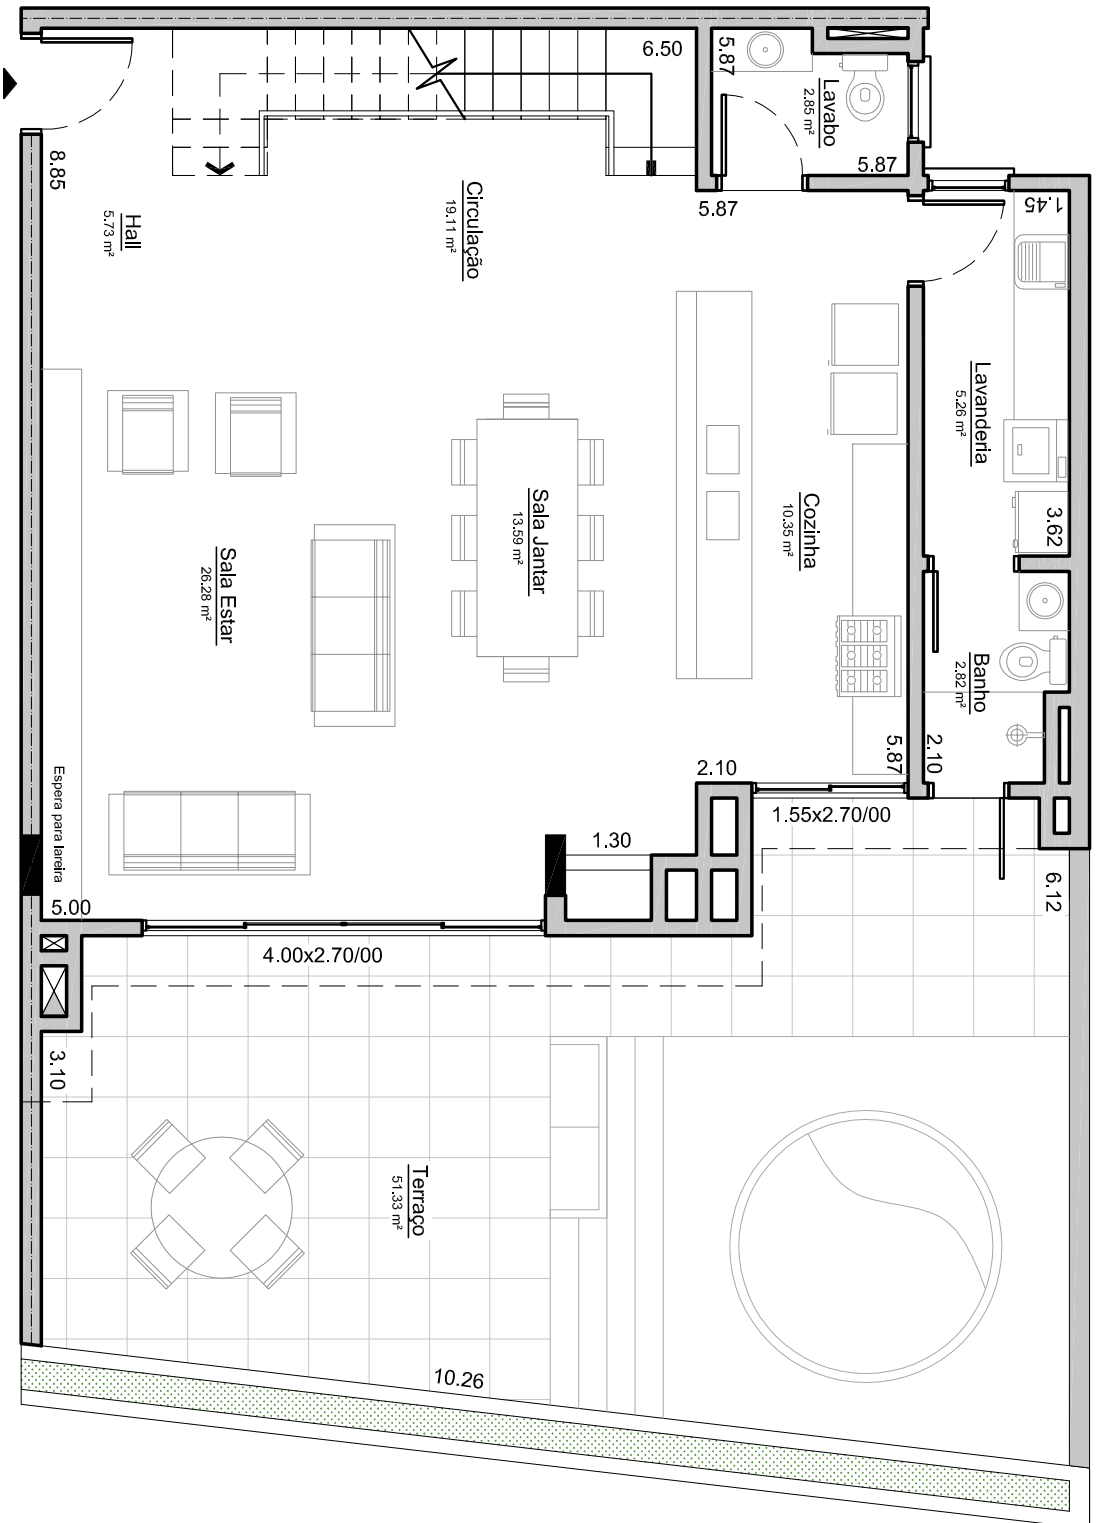 6.50
5.87
Lavabo
2.85 m²
5.87
5.87
1.45
8.85
Hall
5.73 m²
Circulação
19.11 m²
Lavanderia
5.26 m²
3.62
Sala Jantar
13.59 m²
Cozinha
10.35 m²
Sala Estar
26.28 m²
Banho
2.82 m²
2.10
5.87
2.10
1.55x2.70/00
1.30
Espera para lareira
5.00
6.12
4.00x2.70/00
3.10
Terraço
51.33 m²
10.26